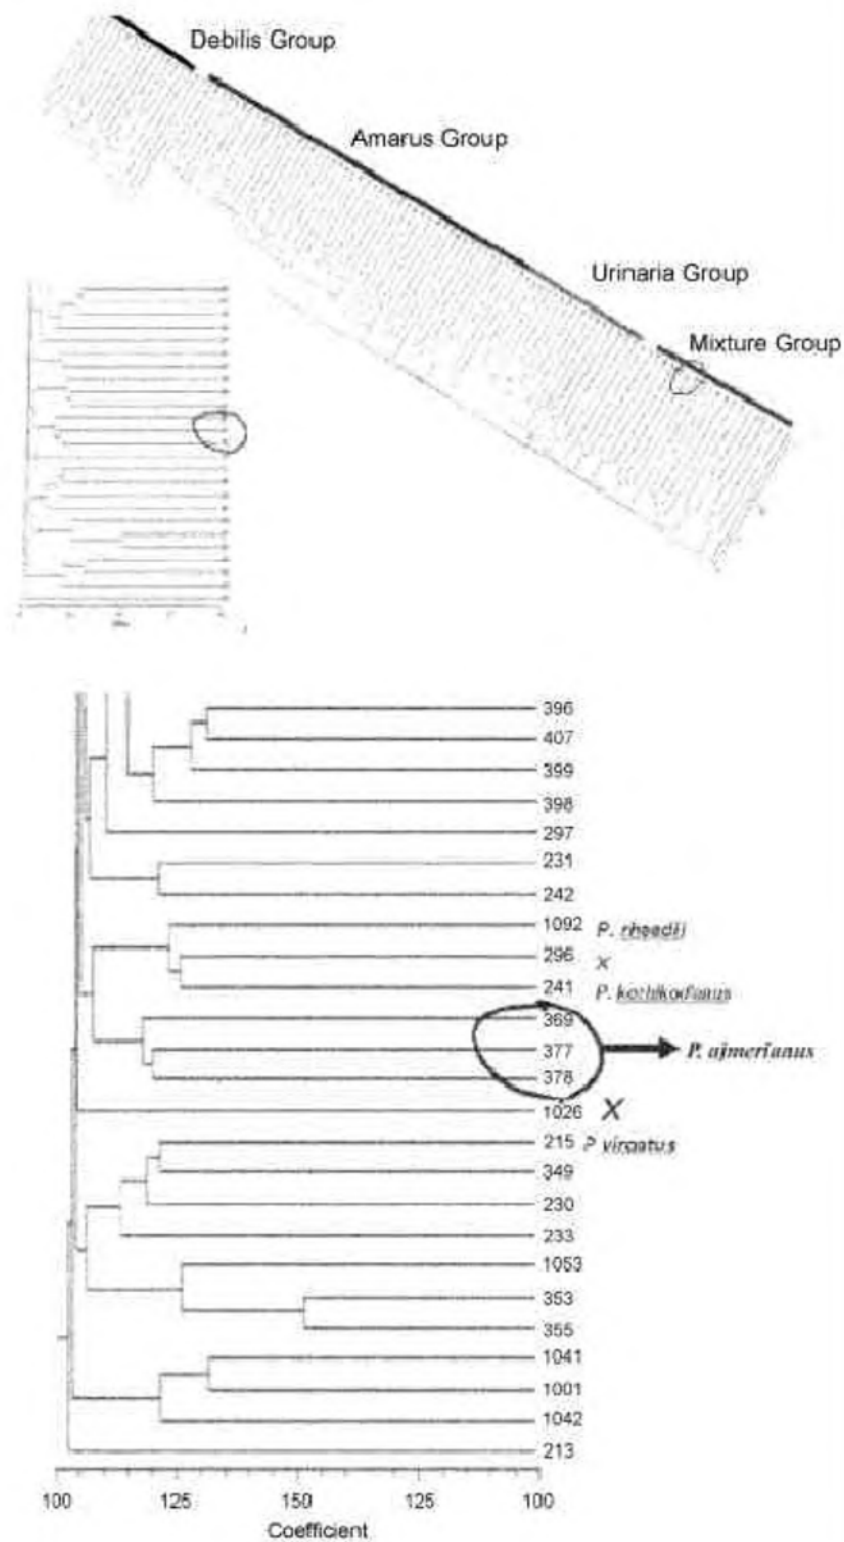 Debilis Group
Amarus Group
Urinaria Group
Mixture Group
396
407
399
398
297
231
242
1092 P. rheedii
296 x
241 P. kozhikodianus
369
377 P. ajmerianus
378
1026 X
215 P virgatus
349
230
233
1053
353
355
1041
1001
1042
213
100 125 150 125 100
Coefficient